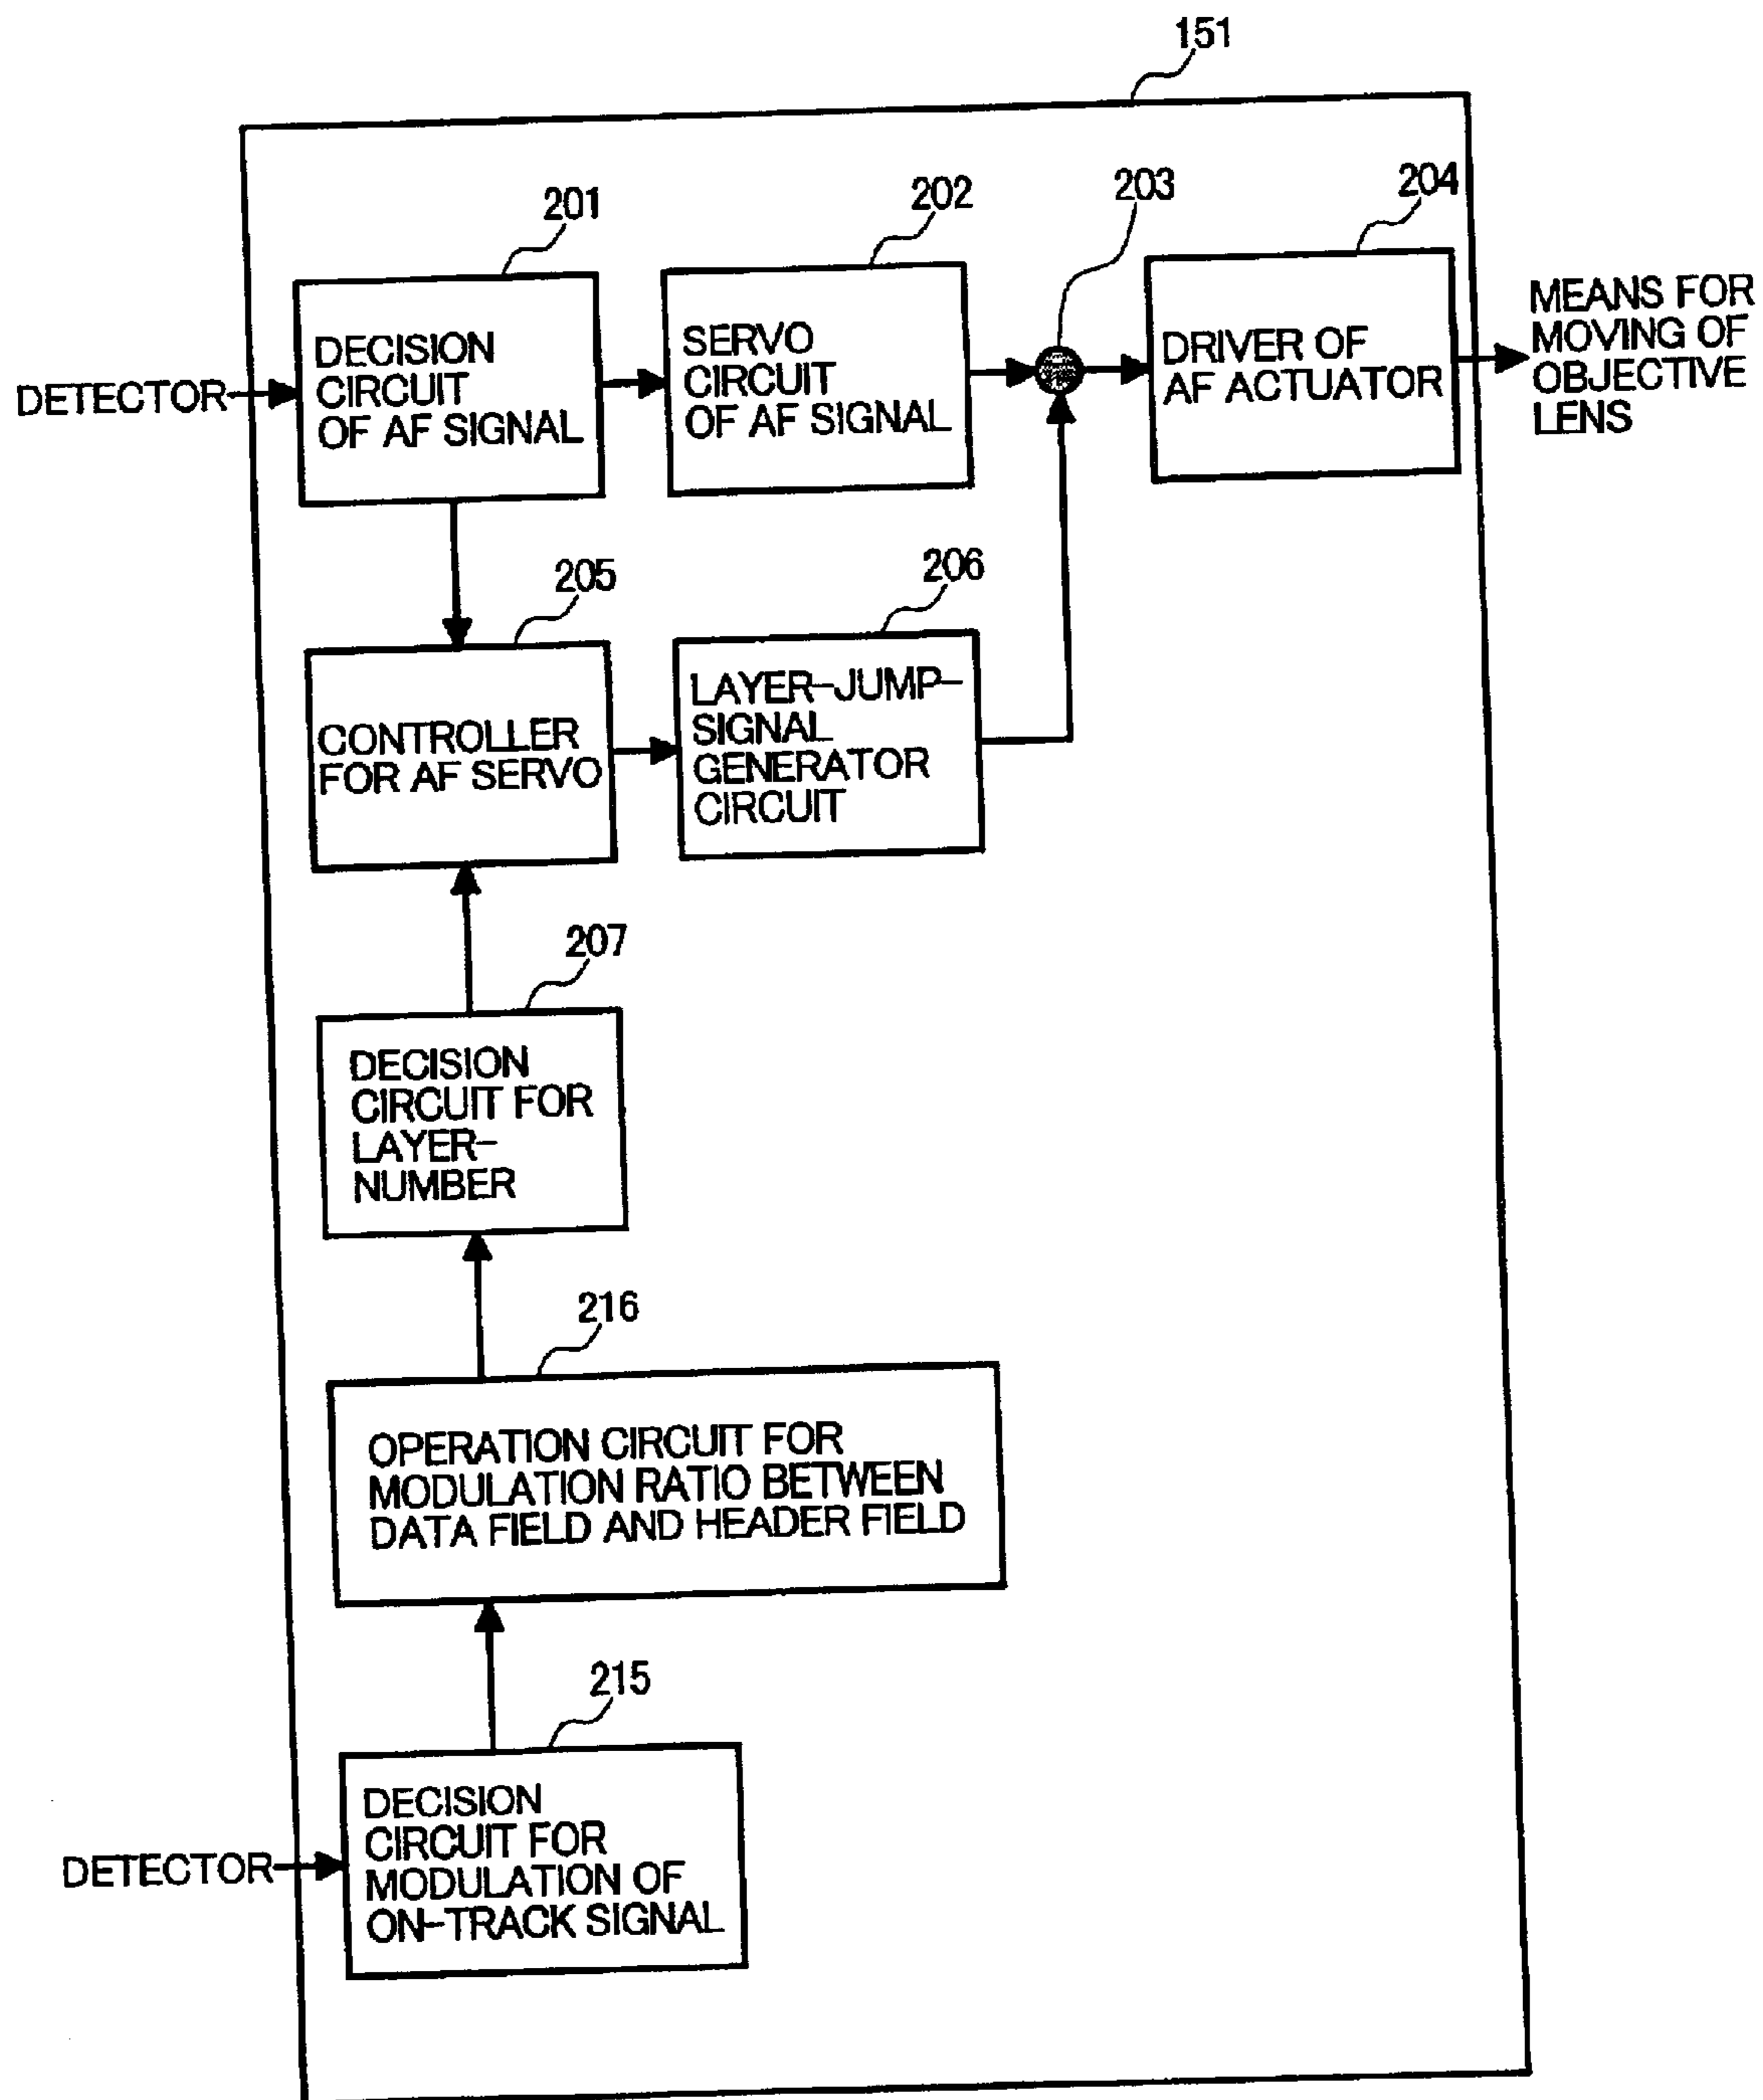 151
201
202
203
204
DECISION
CIRCUIT
OF AF SIGNAL
SERVO
CIRCUIT
OF AF SIGNAL
DRIVER OF
AF ACTUATOR
MEANS FOR
MOVING OF
OBJECTIVE
LENS
DETECTOR
205
206
CONTROLLER
FOR AF SERVO
LAYER-JUMP-
SIGNAL
GENERATOR
CIRCUIT
207
DECISION
CIRCUIT FOR
LAYER-
NUMBER
216
OPERATION CIRCUIT FOR
MODULATION RATIO BETWEEN
DATA FIELD AND HEADER FIELD
215
DECISION
CIRCUIT FOR
MODULATION OF
ON-TRACK SIGNAL
DETECTOR